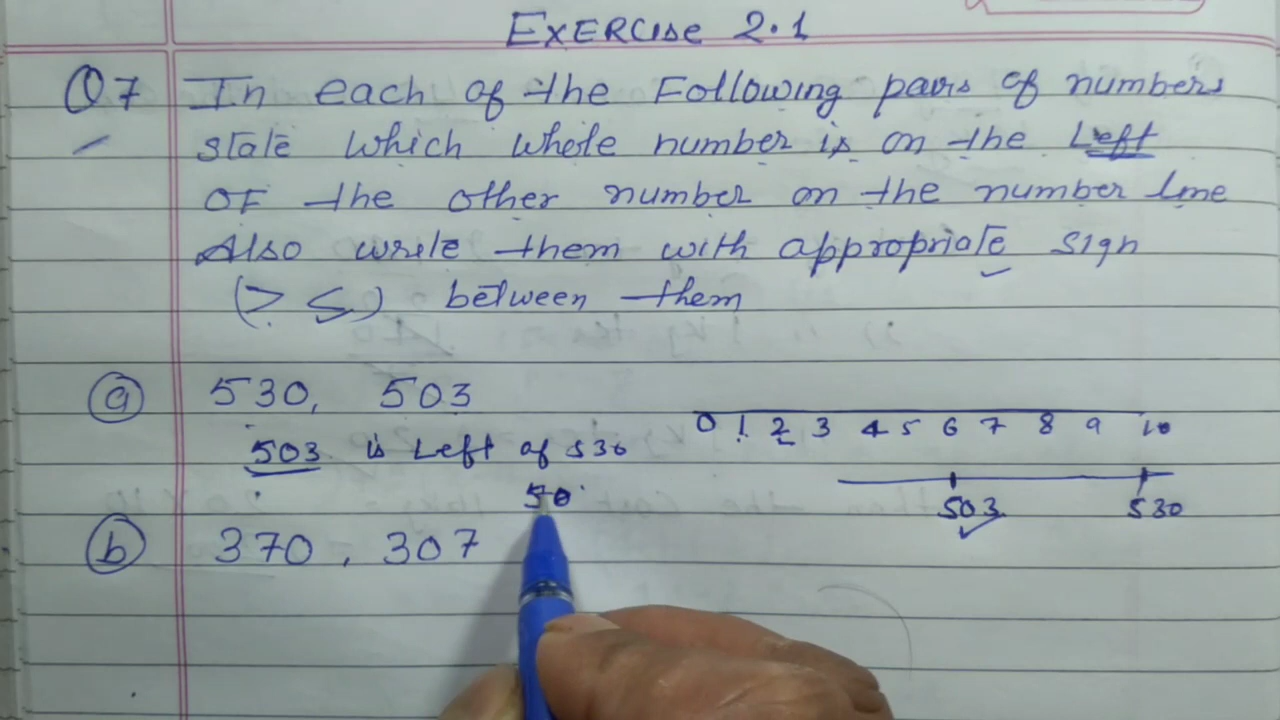 EXERCISE 2.1
Q7 In each of the Following pairs of numbers
state which whole number is on the Left
OF the other number on the number line
Also write them with appropriate sign
(> <) between them
(a) 530, 503
0 1 2 3 4 5 6 7 8 9 10
503 is Left of 530
503 530
50
(b) 370, 307